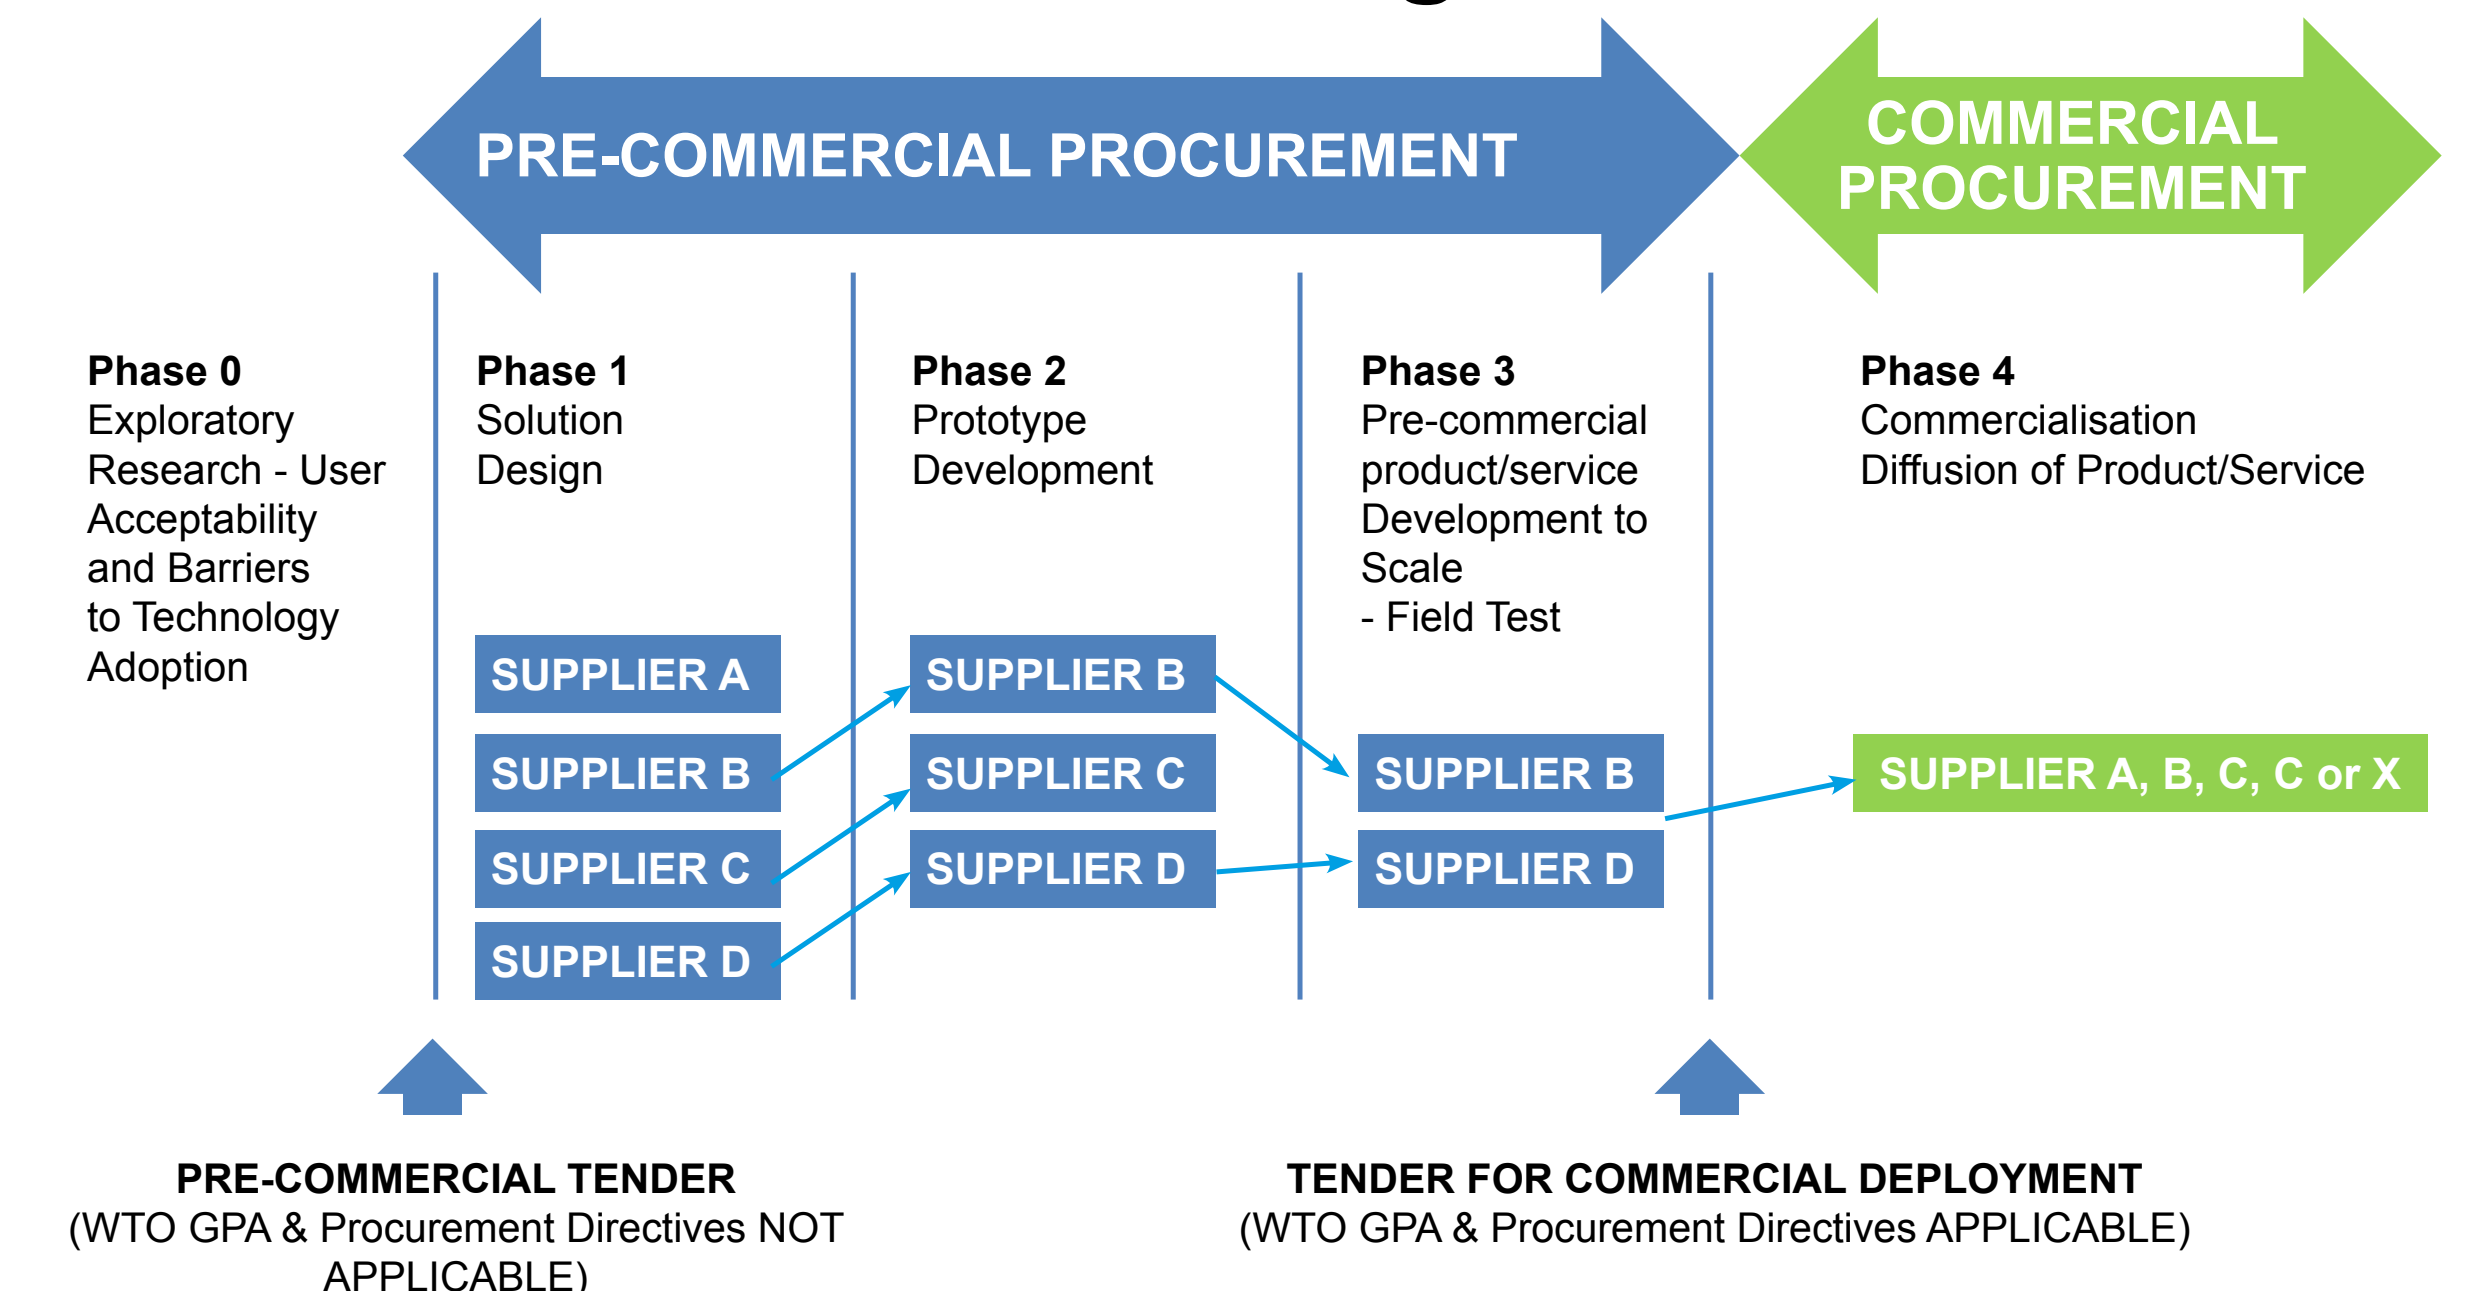 PRE-COMMERCIAL PROCUREMENT
COMMERCIAL
PROCUREMENT
Phase 0
Exploratory
Research - User
Acceptability
and Barriers
to Technology
Adoption
Phase 1
Solution
Design
Phase 2
Prototype
Development
Phase 3
Pre-commercial
product/service
Development to
Scale
- Field Test
Phase 4
Commercialisation
Diffusion of Product/Service
SUPPLIER A
SUPPLIER B
SUPPLIER C
SUPPLIER D
SUPPLIER B
SUPPLIER C
SUPPLIER D
SUPPLIER B
SUPPLIER D
SUPPLIER A, B, C, C or X
PRE-COMMERCIAL TENDER
(WTO GPA & Procurement Directives NOT
APPLICABLE)
TENDER FOR COMMERCIAL DEPLOYMENT
(WTO GPA & Procurement Directives APPLICABLE)